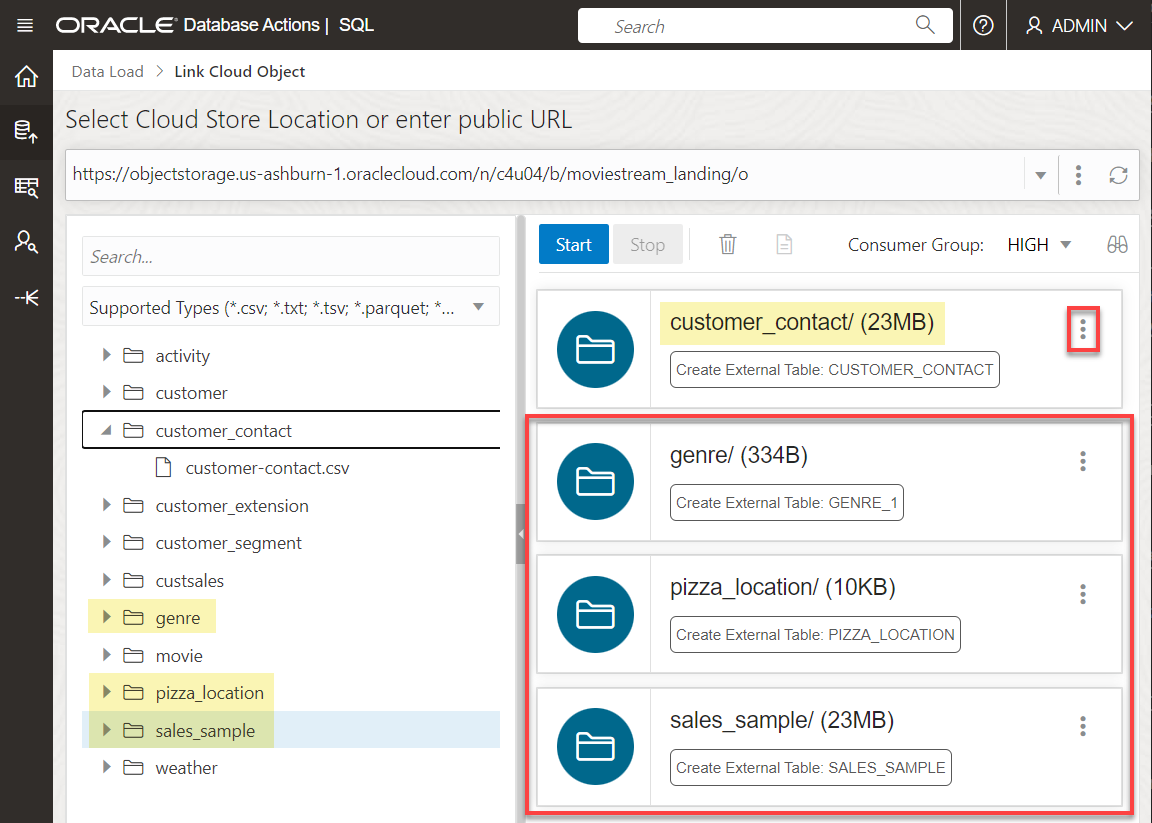 ORACLE® Database Actions | SQL
Search
ADMIN
Data Load > Link Cloud Object
Select Cloud Store Location or enter public URL
https://objectstorage.us-ashburn-1.oraclecloud.com/n/c4u04/b/moviestream_landing/o
Search...
Supported Types (*.csv; *.txt; *.tsv; *.parquet; *...
activity
customer
customer_contact
customer-contact.csv
customer_extension
customer_segment
custsales
genre
movie
pizza_location
sales_sample
weather
Start
Stop
Consumer Group: HIGH
customer_contact/ (23MB)
Create External Table: CUSTOMER_CONTACT
genre/ (334B)
Create External Table: GENRE_1
pizza_location/ (10KB)
Create External Table: PIZZA_LOCATION
sales_sample/ (23MB)
Create External Table: SALES_SAMPLE